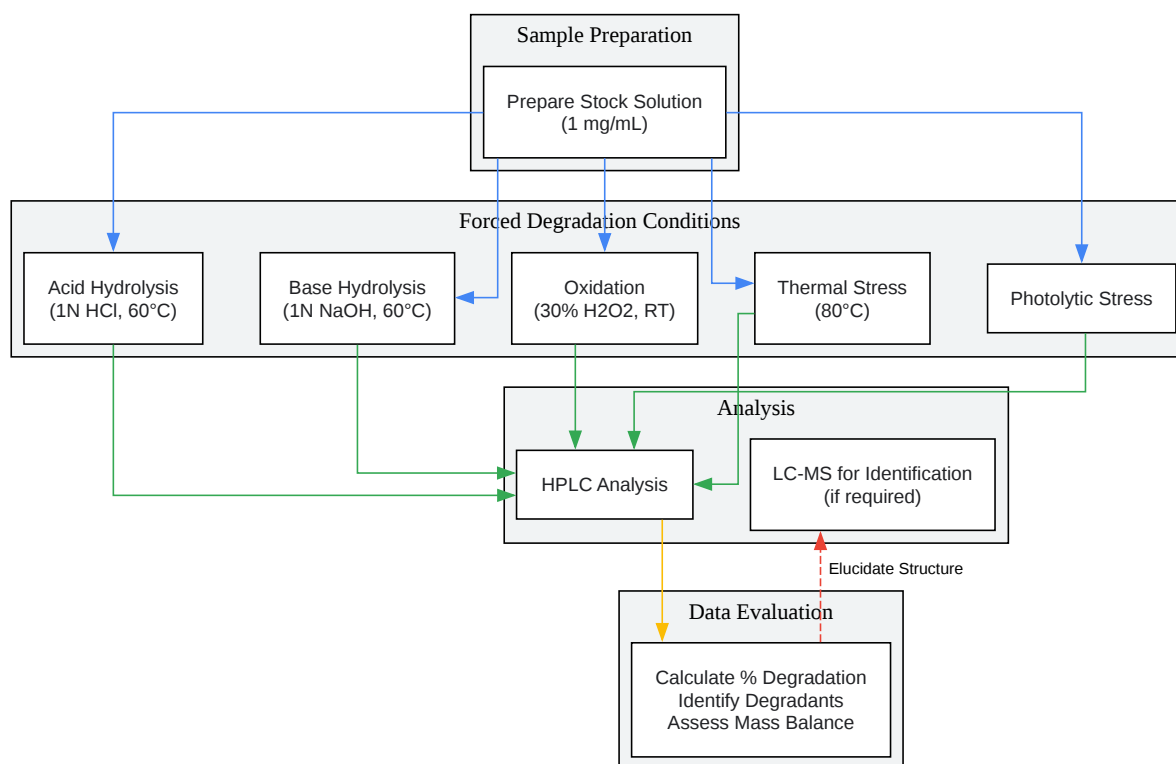 Sample Preparation
Prepare Stock Solution
(1 mg/mL)
Forced Degradation Conditions
Acid Hydrolysis
(1N HCl, 60°C)
Base Hydrolysis
(1N NaOH, 60°C)
Oxidation
(30% H2O2, RT)
Thermal Stress
(80°C)
Photolytic Stress
Analysis
HPLC Analysis
LC-MS for Identification
(if required)
Elucidate Structure
Data Evaluation
Calculate % Degradation
Identify Degradants
Assess Mass Balance